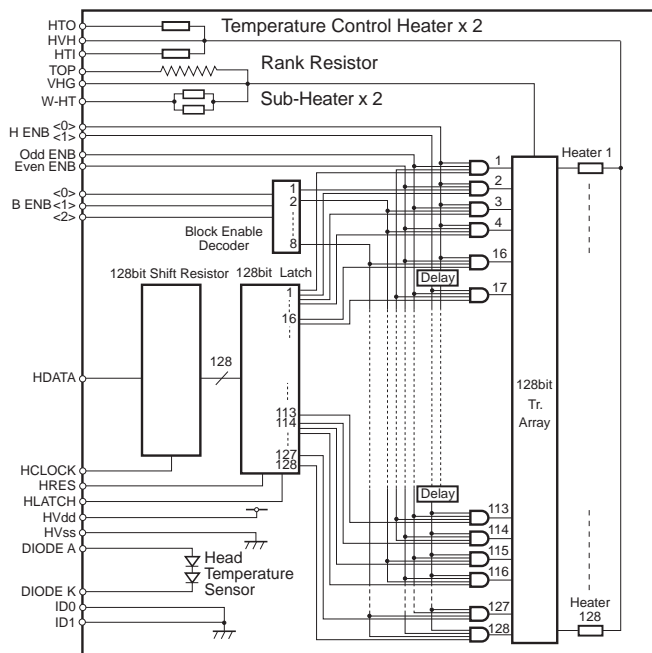 HTO
HVH
HTI
TOP
VHG
W-HT
H ENB <0>
<1>
Odd ENB
Even ENB
<0>
B ENB<1>
<2>
HDATA
HCLOCK
HRES
HLATCH
HVdd
HVss
DIODE A
DIODE K
ID0
ID1
Temperature Control Heater x 2
Rank Resistor
Sub-Heater x 2
1
2
8
Block Enable
Decoder
128bit Shift Resistor
128bit Latch
128
1
16
113
114
127
128
Head
Temperature
Sensor
Delay
Delay
1
2
3
4
16
17
113
114
115
116
127
128
128bit
Tr.
Array
Heater 1
Heater
128